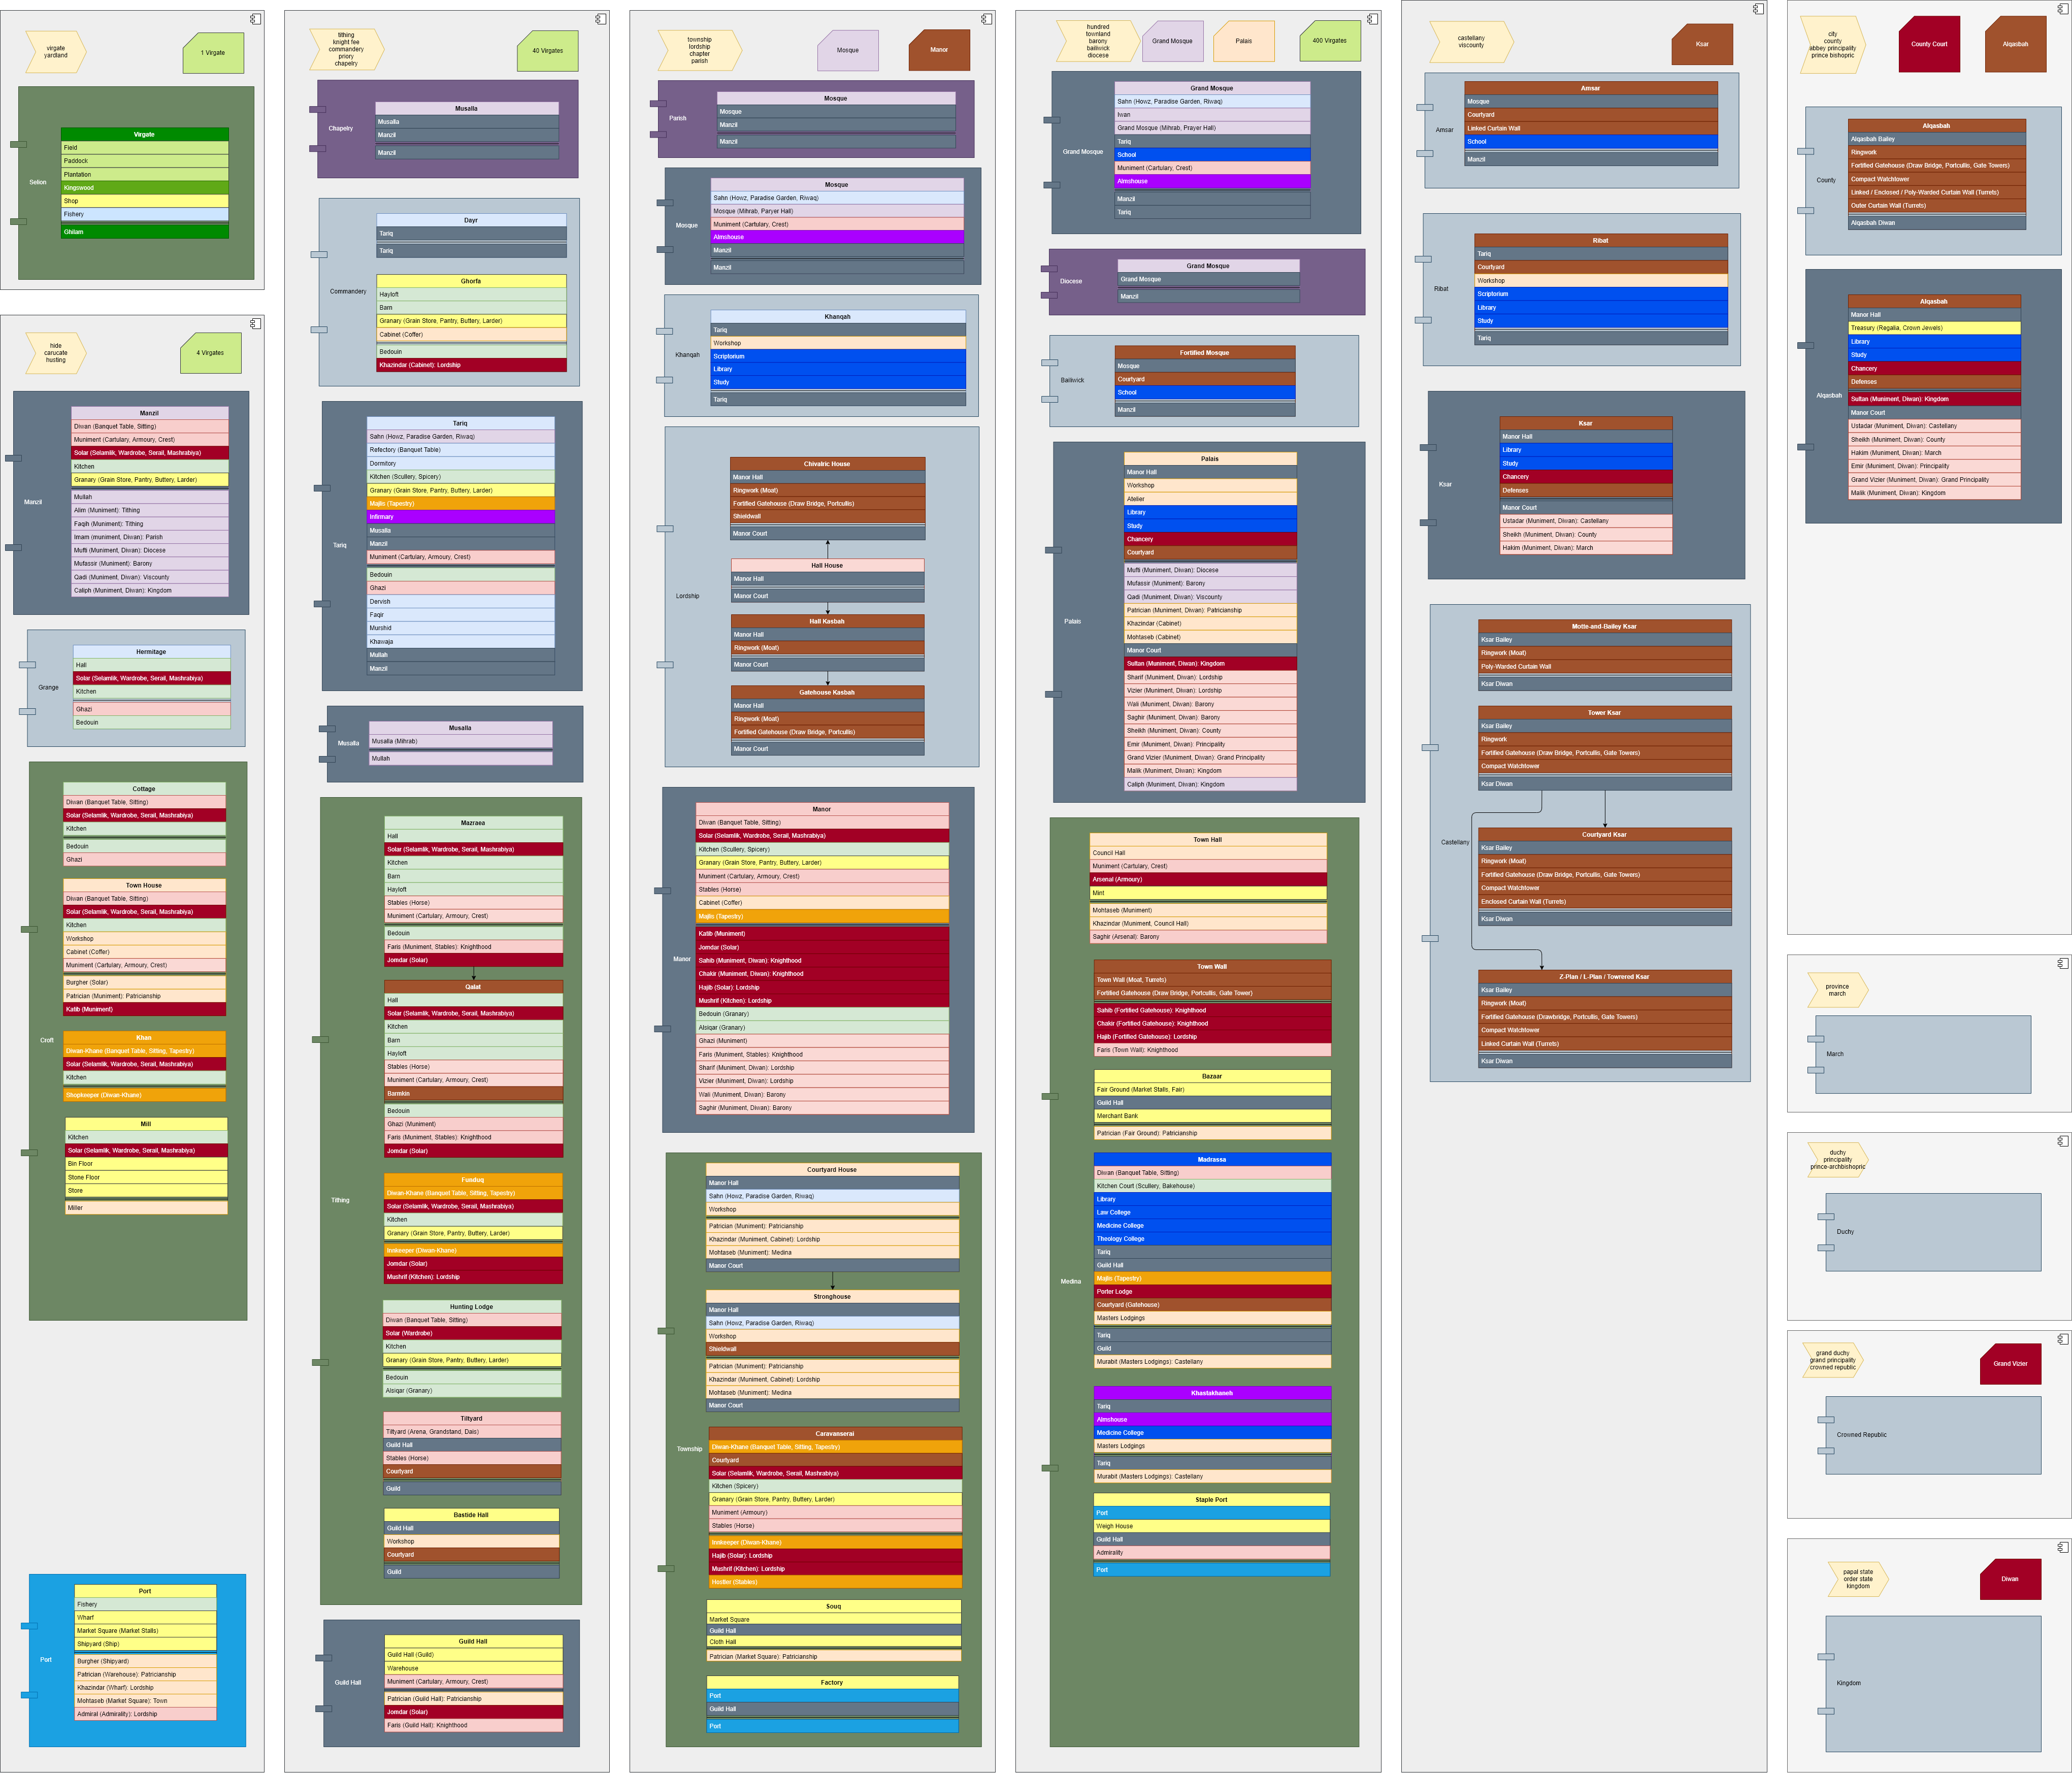 virgate
yardland
1 Virgate
Selion
Virgate
Field
Paddock
Plantation
Kingswood
Shop
Fishery
Ghilam
hide
carucate
husting
4 Virgates
Manzil
Manzil
Diwan (Banquet Table, Sitting)
Muniment (Cartulary, Armoury, Crest)
Solar (Selamlik, Wardrobe, Serail, Mashrabiya)
Kitchen
Granary (Grain Store, Pantry, Buttery, Larder)
Mullah
Alim (Muniment): Tithing
Faqih (Muniment): Tithing
Imam (muniment, Diwan): Parish
Mufti (Muniment, Diwan): Diocese
Mufassir (Muniment): Barony
Qadi (Muniment, Diwan): Viscounty
Caliph (Muniment, Diwan): Kingdom
Grange
Hermitage
Hall
Solar (Selamlik, Wardrobe, Serail, Mashrabiya)
Kitchen
Ghazi
Bedouin
Croft
Cottage
Diwan (Banquet Table, Sitting)
Solar (Selamlik, Wardrobe, Serail, Mashrabiya)
Kitchen
Bedouin
Ghazi
Town House
Diwan (Banquet Table, Sitting)
Solar (Selamlik, Wardrobe, Serail, Mashrabiya)
Kitchen
Workshop
Cabinet (Coffer)
Muniment (Cartulary, Armoury, Crest)
Burgher (Solar)
Patrician (Muniment): Patricianship
Katib (Muniment)
Khan
Diwan-Khane (Banquet Table, Sitting, Tapestry)
Solar (Selamlik, Wardrobe, Serail, Mashrabiya)
Kitchen
Shopkeeper (Diwan-Khane)
Mill
Kitchen
Solar (Selamlik, Wardrobe, Serail, Mashrabiya)
Bin Floor
Stone Floor
Store
Miller
Port
Port
Fishery
Wharf
Market Square (Market Stalls)
Shipyard (Ship)
Burgher (Shipyard)
Patrician (Warehouse): Patricianship
Khazindar (Wharf): Lordship
Mohtaseb (Market Square): Town
Admiral (Admirality): Lordship
tithing
knight fee
commandery
priory
chapelry
40 Virgates
Chapelry
Musalla
Musalla
Manzil
Manzil
Commandery
Dayr
Tariq
Tariq
Ghorfa
Hayloft
Barn
Granary (Grain Store, Pantry, Buttery, Larder)
Cabinet (Coffer)
Bedouin
Khazindar (Cabinet): Lordship
Tariq
Tariq
Sahn (Howz, Paradise Garden, Riwaq)
Refectory (Banquet Table)
Dormitory
Kitchen (Scullery, Spicery)
Granary (Grain Store, Pantry, Buttery, Larder)
Majlis (Tapestry)
Infirmary
Musalla
Manzil
Muniment (Cartulary, Armoury, Crest)
Bedouin
Ghazi
Dervish
Faqir
Murshid
Khawaja
Mullah
Manzil
Musalla
Musalla
Musalla (Mihrab)
Mullah
Tithing
Mazraea
Hall
Solar (Selamlik, Wardrobe, Serail, Mashrabiya)
Kitchen
Barn
Hayloft
Stables (Horse)
Muniment (Cartulary, Armoury, Crest)
Bedouin
Faris (Muniment, Stables): Knighthood
Jomdar (Solar)
Qalat
Hall
Solar (Selamlik, Wardrobe, Serail, Mashrabiya)
Kitchen
Barn
Hayloft
Stables (Horse)
Muniment (Cartulary, Armoury, Crest)
Barmkin
Bedouin
Ghazi (Muniment)
Faris (Muniment, Stables): Knighthood
Jomdar (Solar)
Funduq
Diwan-Khane (Banquet Table, Sitting, Tapestry)
Solar (Selamlik, Wardrobe, Serail, Mashrabiya)
Kitchen
Granary (Grain Store, Pantry, Buttery, Larder)
Innkeeper (Diwan-Khane)
Jomdar (Solar)
Mushrif (Kitchen): Lordship
Hunting Lodge
Diwan (Banquet Table, Sitting)
Solar (Wardrobe)
Kitchen
Granary (Grain Store, Pantry, Buttery, Larder)
Bedouin
Alsiqar (Granary)
Tiltyard
Tiltyard (Arena, Grandstand, Dais)
Guild Hall
Stables (Horse)
Courtyard
Guild
Bastide Hall
Guild Hall
Workshop
Courtyard
Guild
Guild Hall
Guild Hall
Guild Hall (Guild)
Warehouse
Muniment (Cartulary, Armoury, Crest)
Patrician (Guild Hall): Patricianship
Jomdar (Solar)
Faris (Guild Hall): Knighthood
township
lordship
chapter
parish
Mosque
Manor
Parish
Mosque
Mosque
Manzil
Manzil
Mosque
Mosque
Sahn (Howz, Paradise Garden, Riwaq)
Mosque (Mihrab, Paryer Hall)
Muniment (Cartulary, Crest)
Almshouse
Manzil
Manzil
Khanqah
Khanqah
Tariq
Workshop
Scriptorium
Library
Study
Tariq
Lordship
Chivalric House
Manor Hall
Ringwork (Moat)
Fortified Gatehouse (Draw Bridge, Portcullis)
Shieldwall
Manor Court
Hall House
Manor Hall
Manor Court
Hall Kasbah
Manor Hall
Ringwork (Moat)
Manor Court
Gatehouse Kasbah
Manor Hall
Ringwork (Moat)
Fortified Gatehouse (Draw Bridge, Portcullis)
Manor Court
Manor
Manor
Diwan (Banquet Table, Sitting)
Solar (Selamlik, Wardrobe, Serail, Mashrabiya)
Kitchen (Scullery, Spicery)
Granary (Grain Store, Pantry, Buttery, Larder)
Muniment (Cartulary, Armoury, Crest)
Stables (Horse)
Cabinet (Coffer)
Majlis (Tapestry)
Katib (Muniment)
Jomdar (Solar)
Sahib (Muniment, Diwan): Knighthood
Chakir (Muniment, Diwan): Knighthood
Hajib (Solar): Lordship
Mushrif (Kitchen): Lordship
Bedouin (Granary)
Alsiqar (Granary)
Ghazi (Muniment)
Faris (Muniment, Stables): Knighthood
Sharif (Muniment, Diwan): Lordship
Vizier (Muniment, Diwan): Lordship
Wali (Muniment, Diwan): Barony
Saghir (Muniment, Diwan): Barony
Township
Courtyard House
Manor Hall
Sahn (Howz, Paradise Garden, Riwaq)
Workshop
Patrician (Muniment): Patricianship
Khazindar (Muniment, Cabinet): Lordship
Mohtaseb (Muniment): Medina
Manor Court
Stronghouse
Manor Hall
Sahn (Howz, Paradise Garden, Riwaq)
Workshop
Shieldwall
Patrician (Muniment): Patricianship
Khazindar (Muniment, Cabinet): Lordship
Mohtaseb (Muniment): Medina
Manor Court
Caravanserai
Diwan-Khane (Banquet Table, Sitting, Tapestry)
Courtyard
Solar (Selamlik, Wardrobe, Serail, Mashrabiya)
Kitchen (Spicery)
Granary (Grain Store, Pantry, Buttery, Larder)
Muniment (Armoury)
Stables (Horse)
Innkeeper (Diwan-Khane)
Hajib (Solar): Lordship
Mushrif (Kitchen): Lordship
Hostler (Stables)
Souq
Market Square
Guild Hall
Cloth Hall
Patrician (Market Square): Patricianship
Factory
Port
Guild Hall
Port
hundred
townland
barony
bailiwick
diocese
Grand Mosque
Palais
400 Virgates
Grand Mosque
Grand Mosque
Sahn (Howz, Paradise Garden, Riwaq)
Iwan
Grand Mosque (Mihrab, Prayer Hall)
Tariq
School
Muniment (Cartulary, Crest)
Almshouse
Manzil
Tariq
Diocese
Grand Mosque
Grand Mosque
Manzil
Bailiwick
Fortified Mosque
Mosque
Courtyard
School
Manzil
Palais
Palais
Manor Hall
Workshop
Atelier
Library
Study
Chancery
Courtyard
Mufti (Muniment, Diwan): Diocese
Mufassir (Muniment): Barony
Qadi (Muniment, Diwan): Viscounty
Patrician (Muniment, Diwan): Patricianship
Khazindar (Cabinet)
Mohtaseb (Cabinet)
Manor Court
Sultan (Muniment, Diwan): Kingdom
Sharif (Muniment, Diwan): Lordship
Vizier (Muniment, Diwan): Lordship
Wali (Muniment, Diwan): Barony
Saghir (Muniment, Diwan): Barony
Sheikh (Muniment, Diwan): County
Emir (Muniment, Diwan): Principality
Grand Vizier (Muniment, Diwan): Grand Principality
Malik (Muniment, Diwan): Kingdom
Caliph (Muniment, Diwan): Kingdom
Medina
Town Hall
Council Hall
Muniment (Cartulary, Crest)
Arsenal (Armoury)
Mint
Mohtaseb (Muniment)
Khazindar (Muniment, Council Hall)
Saghir (Arsenal): Barony
Town Wall
Town Wall (Moat, Turrets)
Fortified Gatehouse (Draw Bridge, Portcullis, Gate Tower)
Sahib (Fortified Gatehouse): Knighthood
Chakir (Fortified Gatehouse): Knighthood
Hajib (Fortified Gatehouse): Lordship
Faris (Town Wall): Knighthood
Bazaar
Fair Ground (Market Stalls, Fair)
Guild Hall
Merchant Bank
Patrician (Fair Ground): Patricianship
Madrassa
Diwan (Banquet Table, Sitting)
Kitchen Court (Scullery, Bakehouse)
Library
Law College
Medicine College
Theology College
Tariq
Guild Hall
Majlis (Tapestry)
Porter Lodge
Courtyard (Gatehouse)
Masters Lodgings
Tariq
Guild
Murabit (Masters Lodgings): Castellany
Khastakhaneh
Tariq
Almshouse
Medicine College
Masters Lodgings
Tariq
Murabit (Masters Lodgings): Castellany
Staple Port
Port
Weigh House
Guild Hall
Admirality
Port
castellany
viscounty
Ksar
Amsar
Amsar
Mosque
Courtyard
Linked Curtain Wall
School
Manzil
Ribat
Ribat
Tariq
Courtyard
Workshop
Scriptorium
Library
Study
Tariq
Ksar
Ksar
Manor Hall
Library
Study
Chancery
Defenses
Manor Court
Ustadar (Muniment, Diwan): Castellany
Sheikh (Muniment, Diwan): County
Hakim (Muniment, Diwan): March
Castellany
Motte-and-Bailey Ksar
Ksar Bailey
Ringwork (Moat)
Poly-Warded Curtain Wall
Ksar Diwan
Tower Ksar
Ksar Bailey
Ringwork
Fortified Gatehouse (Draw Bridge, Portcullis, Gate Towers)
Compact Watchtower
Ksar Diwan
Courtyard Ksar
Ksar Bailey
Ringwork (Moat)
Fortified Gatehouse (Draw Bridge, Portcullis, Gate Towers)
Compact Watchtower
Enclosed Curtain Wall (Turrets)
Ksar Diwan
Z-Plan / L-Plan / Towrered Ksar
Ksar Bailey
Ringwork (Moat)
Fortified Gatehouse (Drawbridge, Portcullis, Gate Towers)
Compact Watchtower
Linked Curtain Wall (Turrets)
Ksar Diwan
city
county
abbey principality
prince bishopric
County Court
Alqasbah
County
Alqasbah
Alqasbah Bailey
Ringwork
Fortified Gatehouse (Draw Bridge, Portcullis, Gate Towers)
Compact Watchtower
Linked / Enclosed / Poly-Warded Curtain Wall (Turrets)
Outer Curtain Wall (Turrets)
Alqasbah Diwan
Alqasbah
Alqasbah
Manor Hall
Treasury (Regalia, Crown Jewels)
Library
Study
Chancery
Defenses
Sultan (Muniment, Diwan): Kingdom
Manor Court
Ustadar (Muniment, Diwan): Castellany
Sheikh (Muniment, Diwan): County
Hakim (Muniment, Diwan): March
Emir (Muniment, Diwan): Principality
Grand Vizier (Muniment, Diwan): Grand Principality
Malik (Muniment, Diwan): Kingdom
province
march
March
duchy
principality
prince-archbishopric
Duchy
grand duchy
grand principality
crowned republic
Grand Vizier
Crowned Republic
papal state
order state
kingdom
Diwan
Kingdom